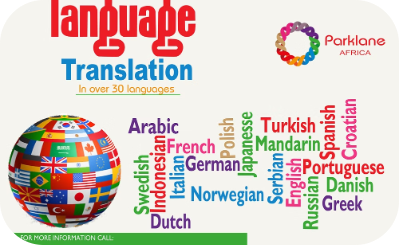 language
Translation
In over 30 languages
Parklane
AFRICA
Arabic
French
German
Swedish
Indonesian
Italian
Dutch
Polish
Japanesse
Norwegian
Turkish
Mandarin
Serbian
English
Russian
Spanish
Croatian
Portuguese
Danish
Greek
FOR MORE INFORMATION CALL: